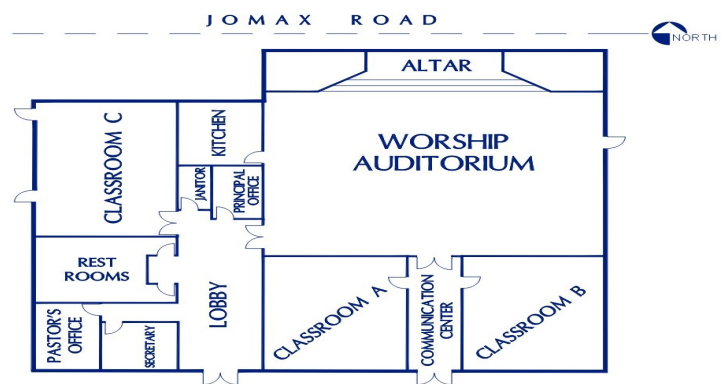 JOMAX ROAD
NORTH
ALTAR
WORSHIP
AUDITORIUM
CLASSROOM C
KITCHEN
JANITOR
PRINCIPAL
OFFICE
REST
ROOMS
LOBBY
PASTOR'S
OFFICE
SECRETARY
CLASSROOM A
COMMUNICATION
CENTER
CLASSROOM B